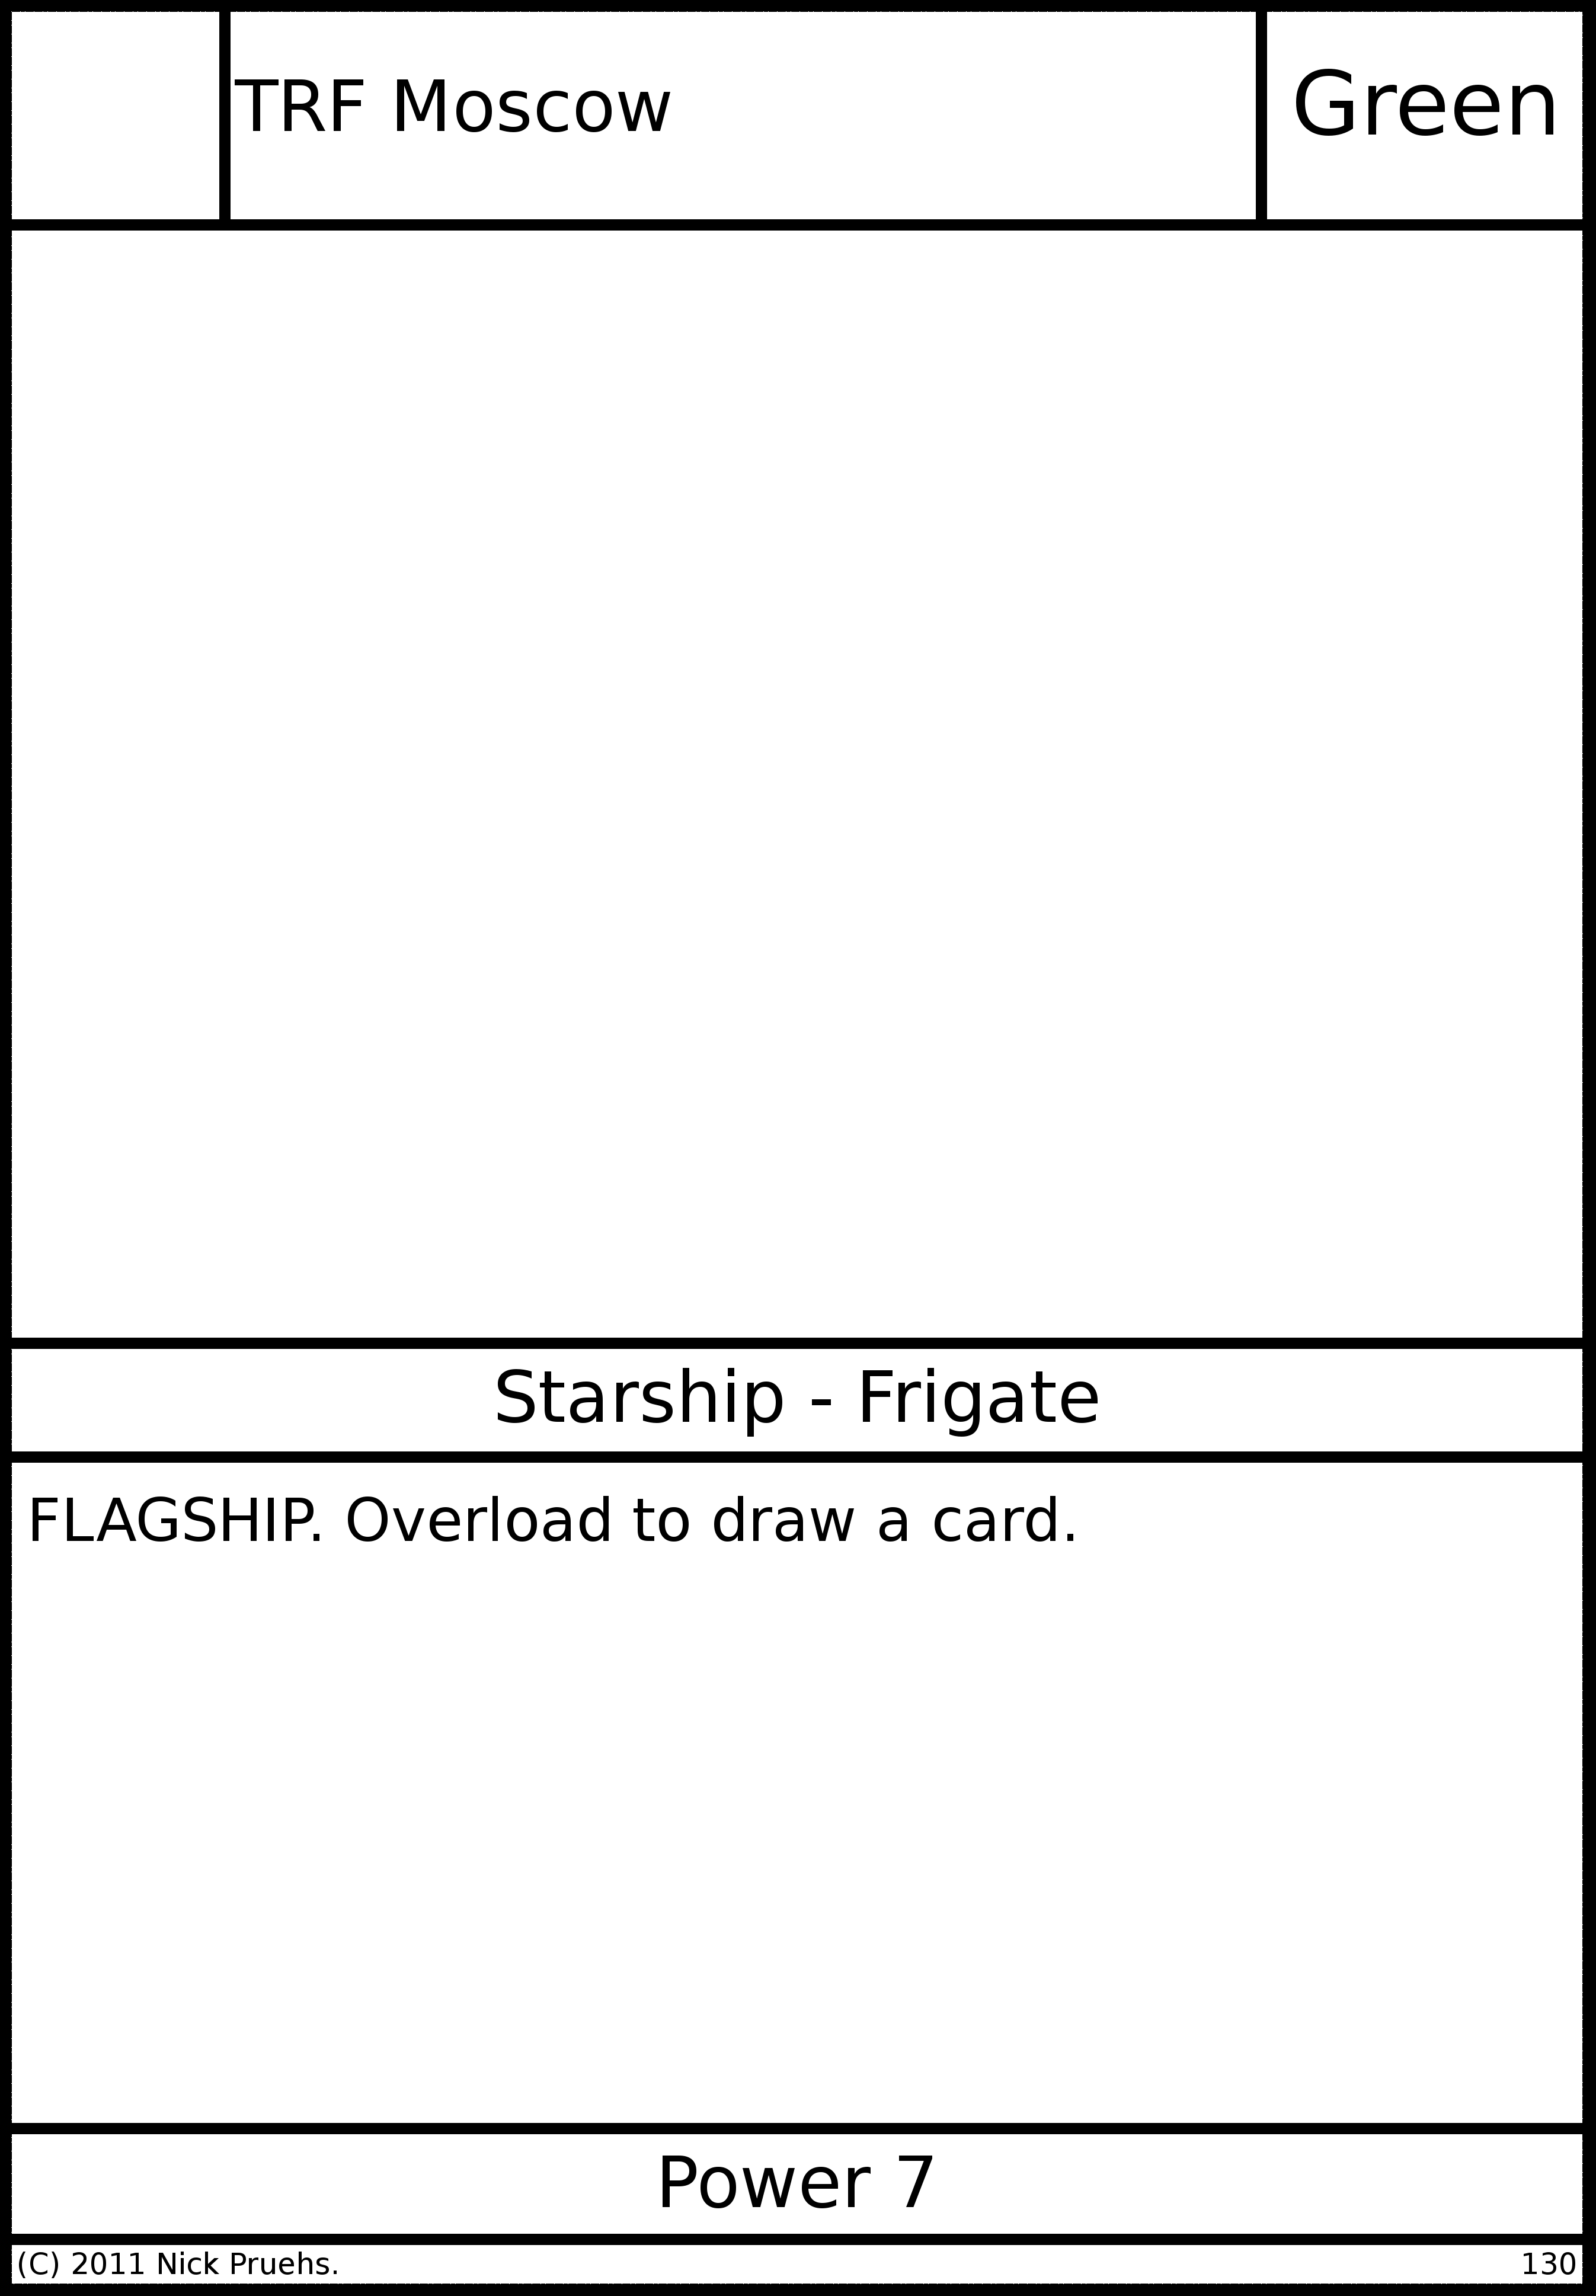 TRF Moscow
Green
Starship - Frigate
FLAGSHIP. Overload to draw a card.
Power 7
(C) 2011 Nick Pruehs.
130